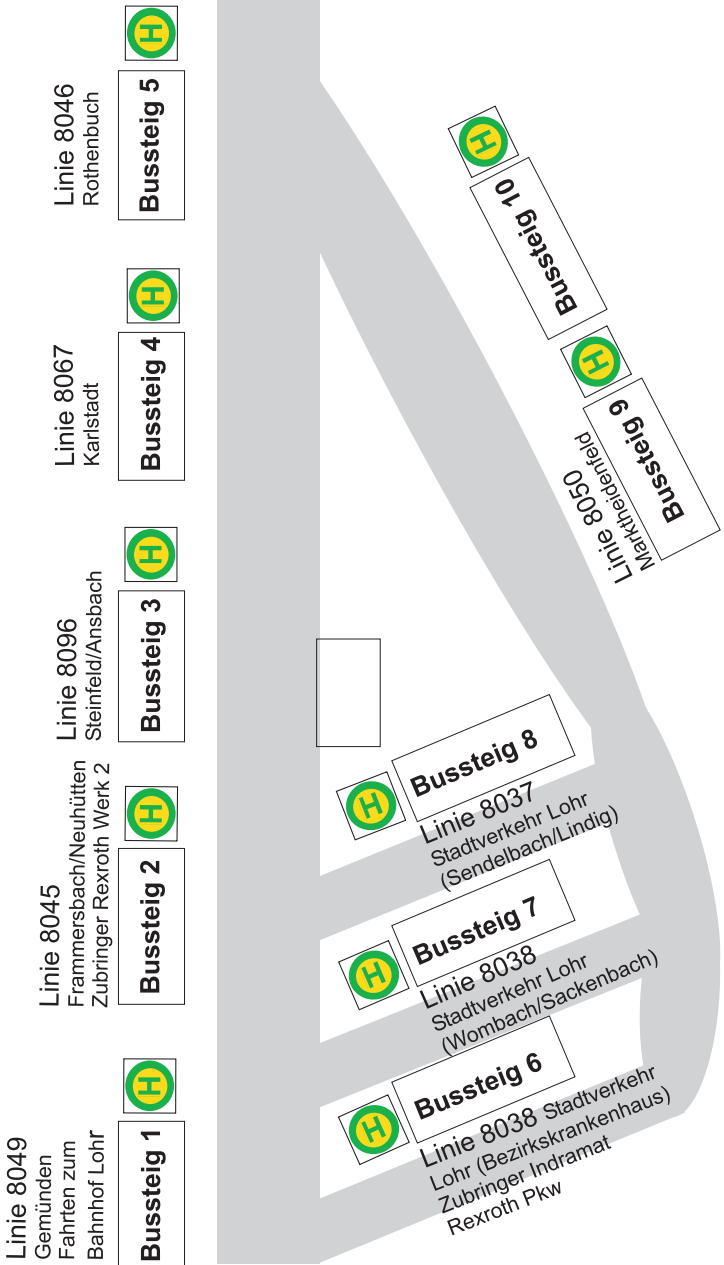 Linie 8046
Rothenbuch
Bussteig 5
H
Linie 8067
Karlstadt
Bussteig 4
H
Linie 8096
Steinfeld/Ansbach
Bussteig 3
H
Linie 8045
Frammersbach/Neuhütten
Zubringer Rexroth Werk 2
Bussteig 2
H
Linie 8049
Gemünden
Fahrten zum
Bahnhof Lohr
Bussteig 1
H
H
Bussteig 10
H
Bussteig 9
Linie 8050
Marktheidenfeld
H
Bussteig 8
Linie 8037
Stadtverkehr Lohr
(Sendelbach/Lindig)
H
Bussteig 7
Linie 8038
Stadtverkehr Lohr
(Wombach/Sackenbach)
H
Bussteig 6
Linie 8038 Stadtverkehr
Lohr (Bezirkskrankenhaus)
Zubringer Indramat
Rexroth Pkw